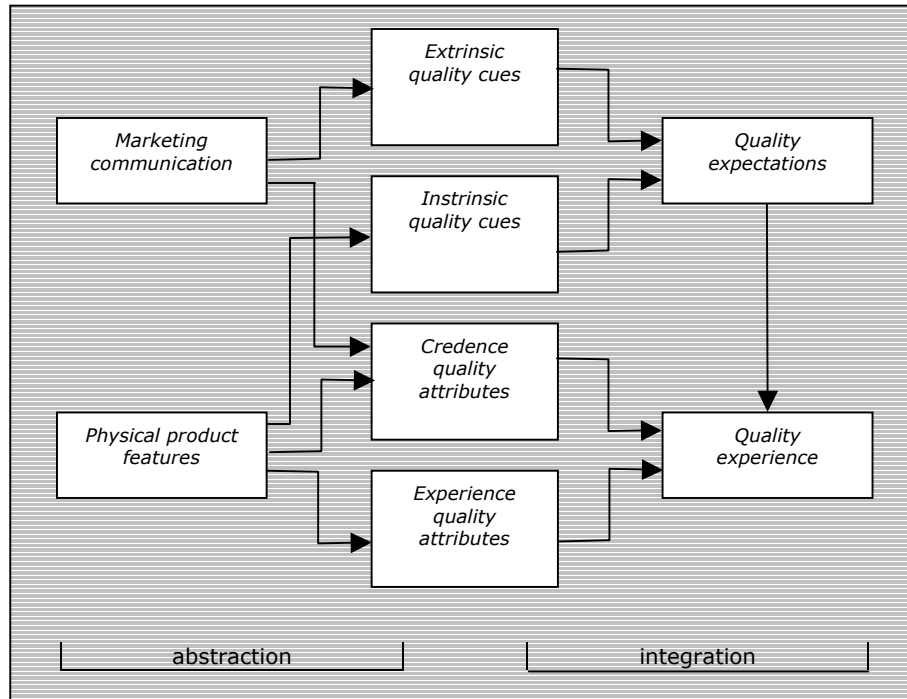 Extrinsic
quality cues
Marketing
communication
Quality
expectations
Instrinsic
quality cues
Credence
quality
attributes
Physical product
features
Quality
experience
Experience
quality
attributes
abstraction
integration